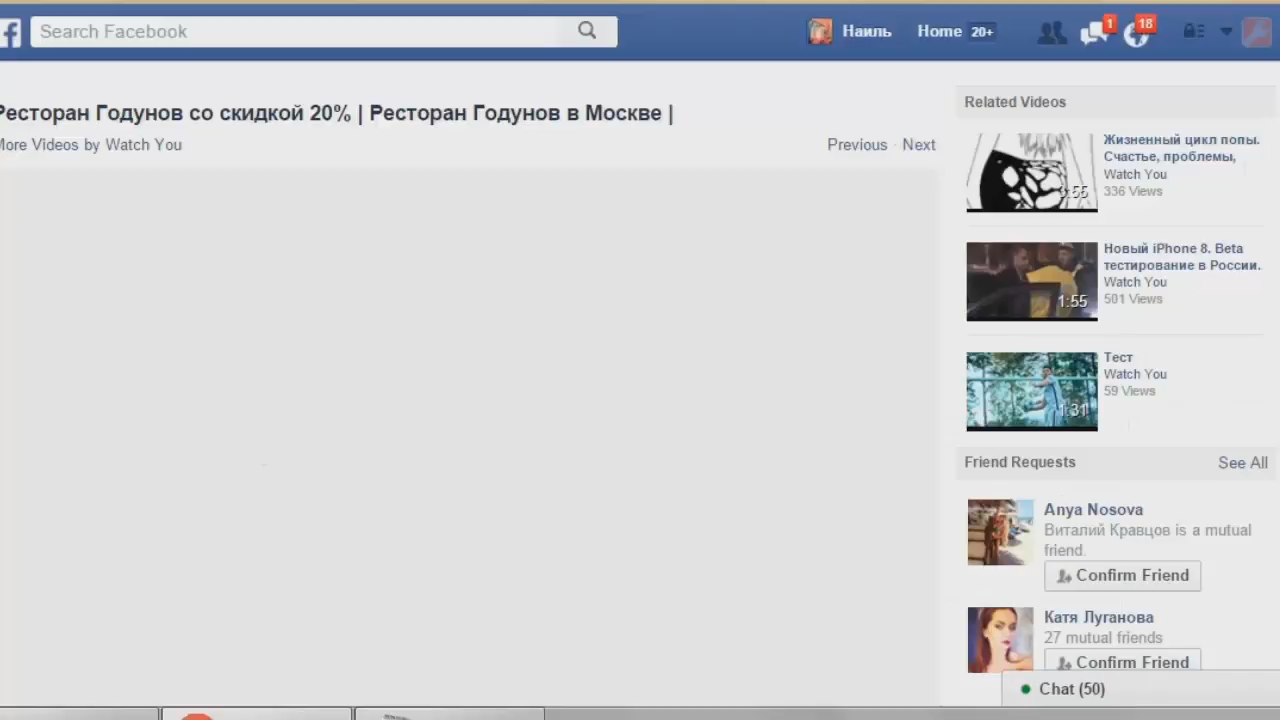 Search Facebook
Наиль
Home 20+
1
18
Ресторан Годунов со скидкой 20% | Ресторан Годунов в Москве |
More Videos by Watch You
Previous · Next
Related Videos
Жизненный цикл попы.
Счастье, проблемы,
Watch You
336 Views
3:55
Новый iPhone 8. Beta
тестирование в России.
Watch You
501 Views
1:55
Тест
Watch You
59 Views
1:31
Friend Requests
See All
Anya Nosova
Виталий Кравцов is a mutual
friend.
Confirm Friend
Катя Луганова
27 mutual friends
Confirm Friend
Chat (50)